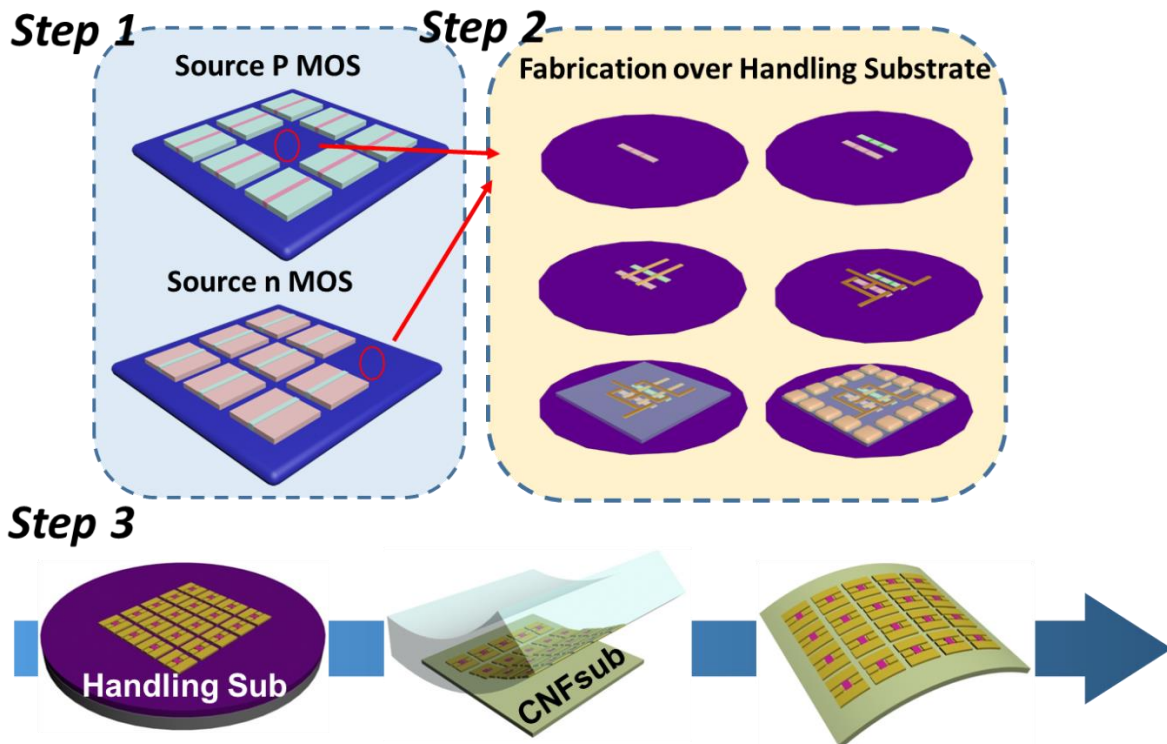 Step 1
Source P MOS
Source n MOS
Step 2
Fabrication over Handling Substrate
Step 3
Handling Sub
CNFsub